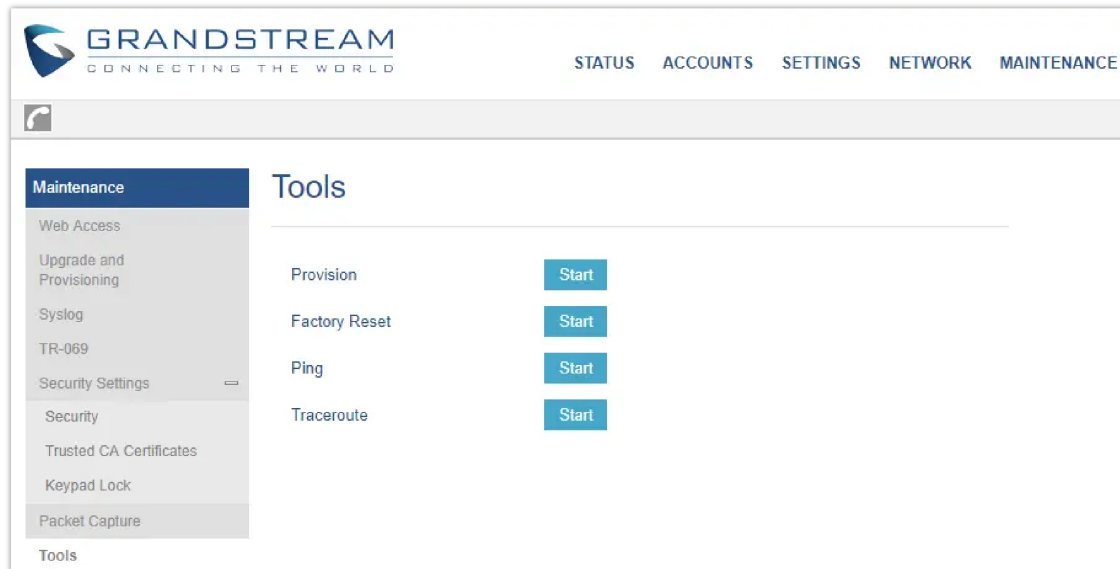 GRANDSTREAM
CONNECTING THE WORLD
STATUS ACCOUNTS SETTINGS NETWORK MAINTENANCE
Maintenance
Web Access
Upgrade and
Provisioning
Syslog
TR-069
Security Settings
Security
Trusted CA Certificates
Keypad Lock
Packet Capture
Tools
Tools
Provision Start
Factory Reset Start
Ping Start
Traceroute Start